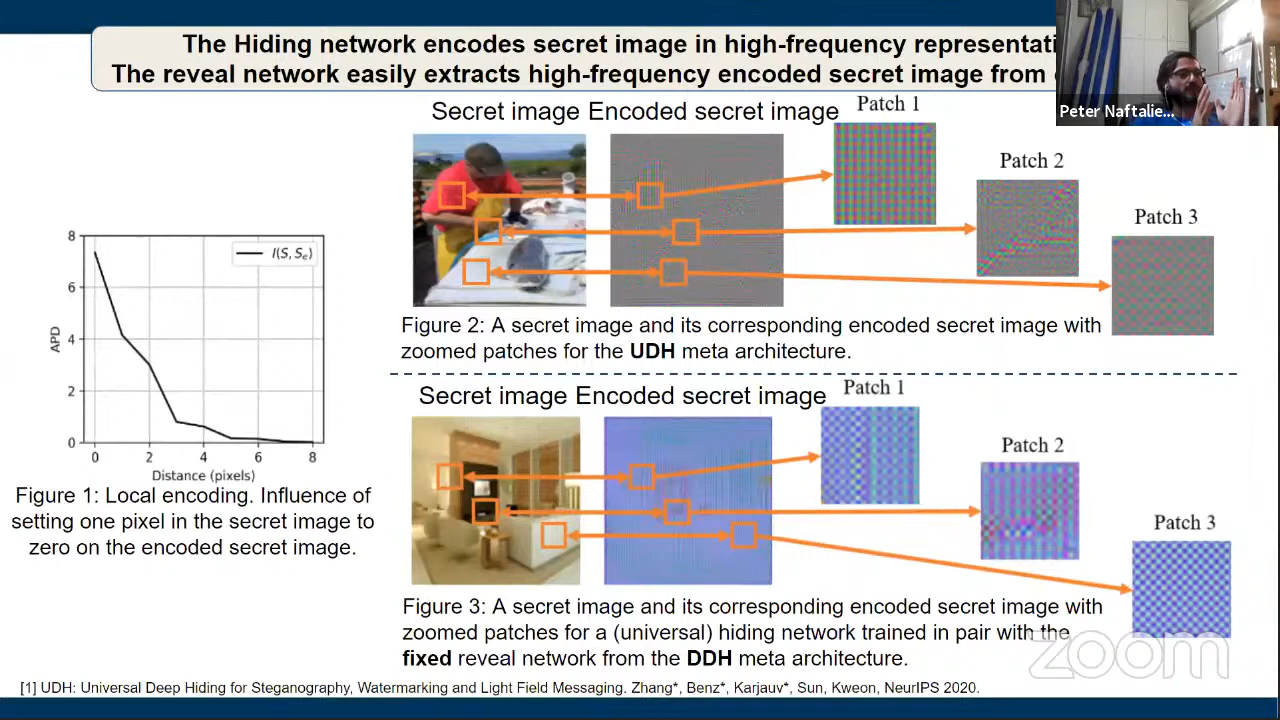 The Hiding network encodes secret image in high-frequency
The reveal network easily extracts high-frequency encoded secret image from
Peter Naftalie...
Secret image Encoded secret image
Patch 1
Patch 2
Patch 3
8
6
4
2
0
APD
I(S, Se)
0 2 4 6 8
Distance (pixels)
Figure 1: Local encoding. Influence of
setting one pixel in the secret image to
zero on the encoded secret image.
Figure 2: A secret image and its corresponding encoded secret image with
zoomed patches for the UDH meta architecture.
Secret image Encoded secret image
Patch 1
Patch 2
Patch 3
Figure 3: A secret image and its corresponding encoded secret image with
zoomed patches for a (universal) hiding network trained in pair with the
fixed reveal network from the DDH meta architecture.
zoom
[1] UDH: Universal Deep Hiding for Steganography, Watermarking and Light Field Messaging. Zhang*, Benz*, Karjauv*, Sun, Kweon, NeurIPS 2020.